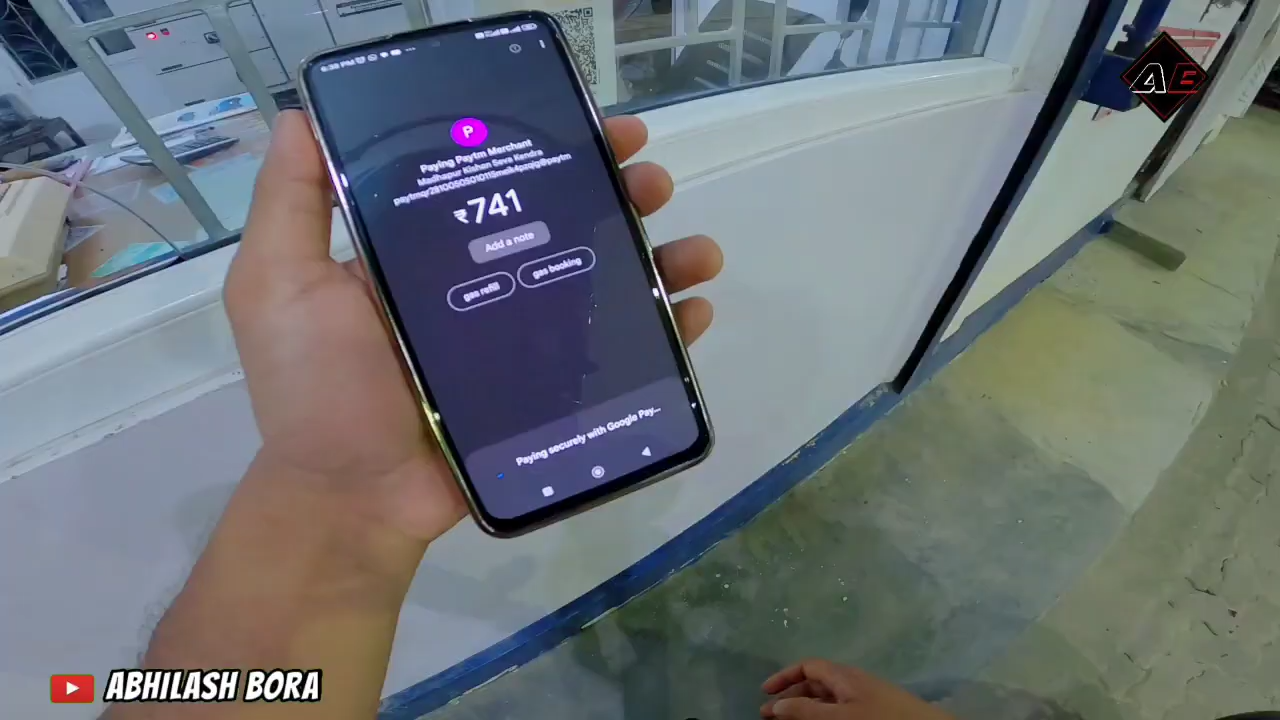 Paying Paytm Merchant
Madhapur Kishan Seva Kendra
₹741
Add a note
gas refill
gas booking
Paying securely with Google Pay...
AE
ABHILASH BORA